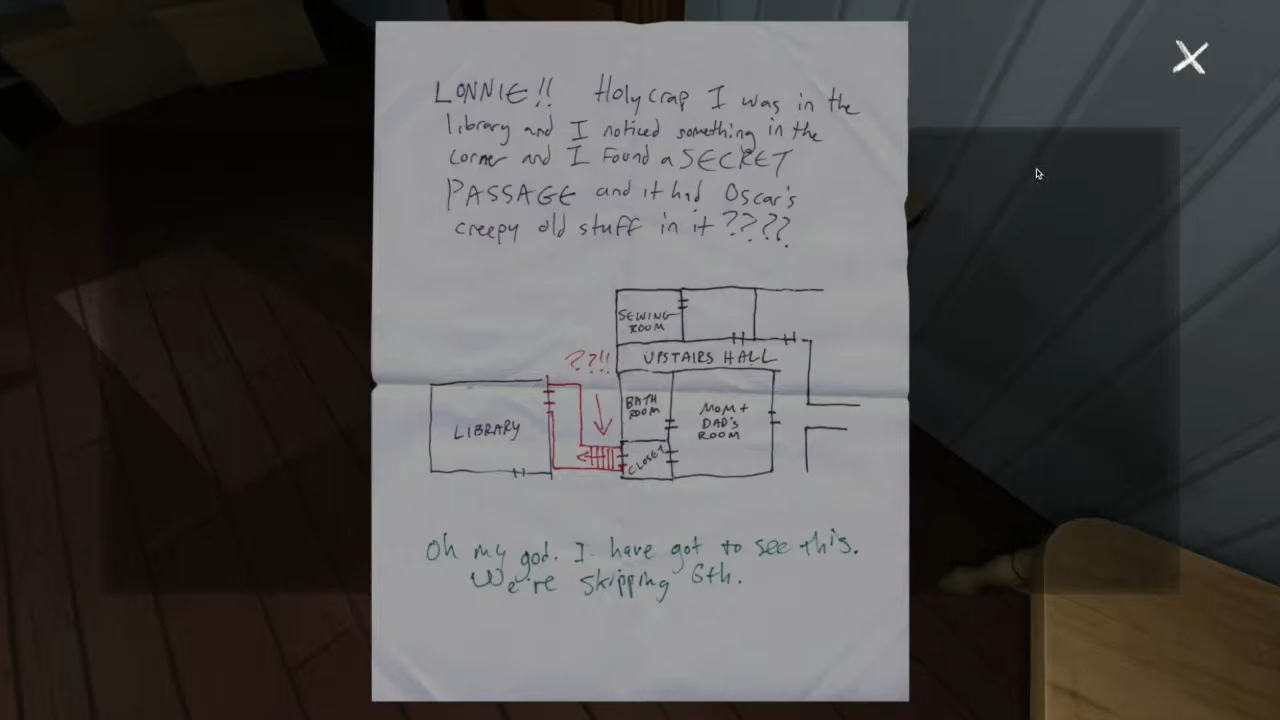 LONNIE!! Holy crap I was in the
library and I noticed something in the
corner and I found a SECRET
PASSAGE and it had Oscar's
creepy old stuff in it ????
SEWING
ROOM
UPSTAIRS HALL
??!!
BATH
ROOM
MOM +
DAD'S
ROOM
LIBRARY
CLOSET
Oh my god. I have got to see this.
We're skipping 6th.